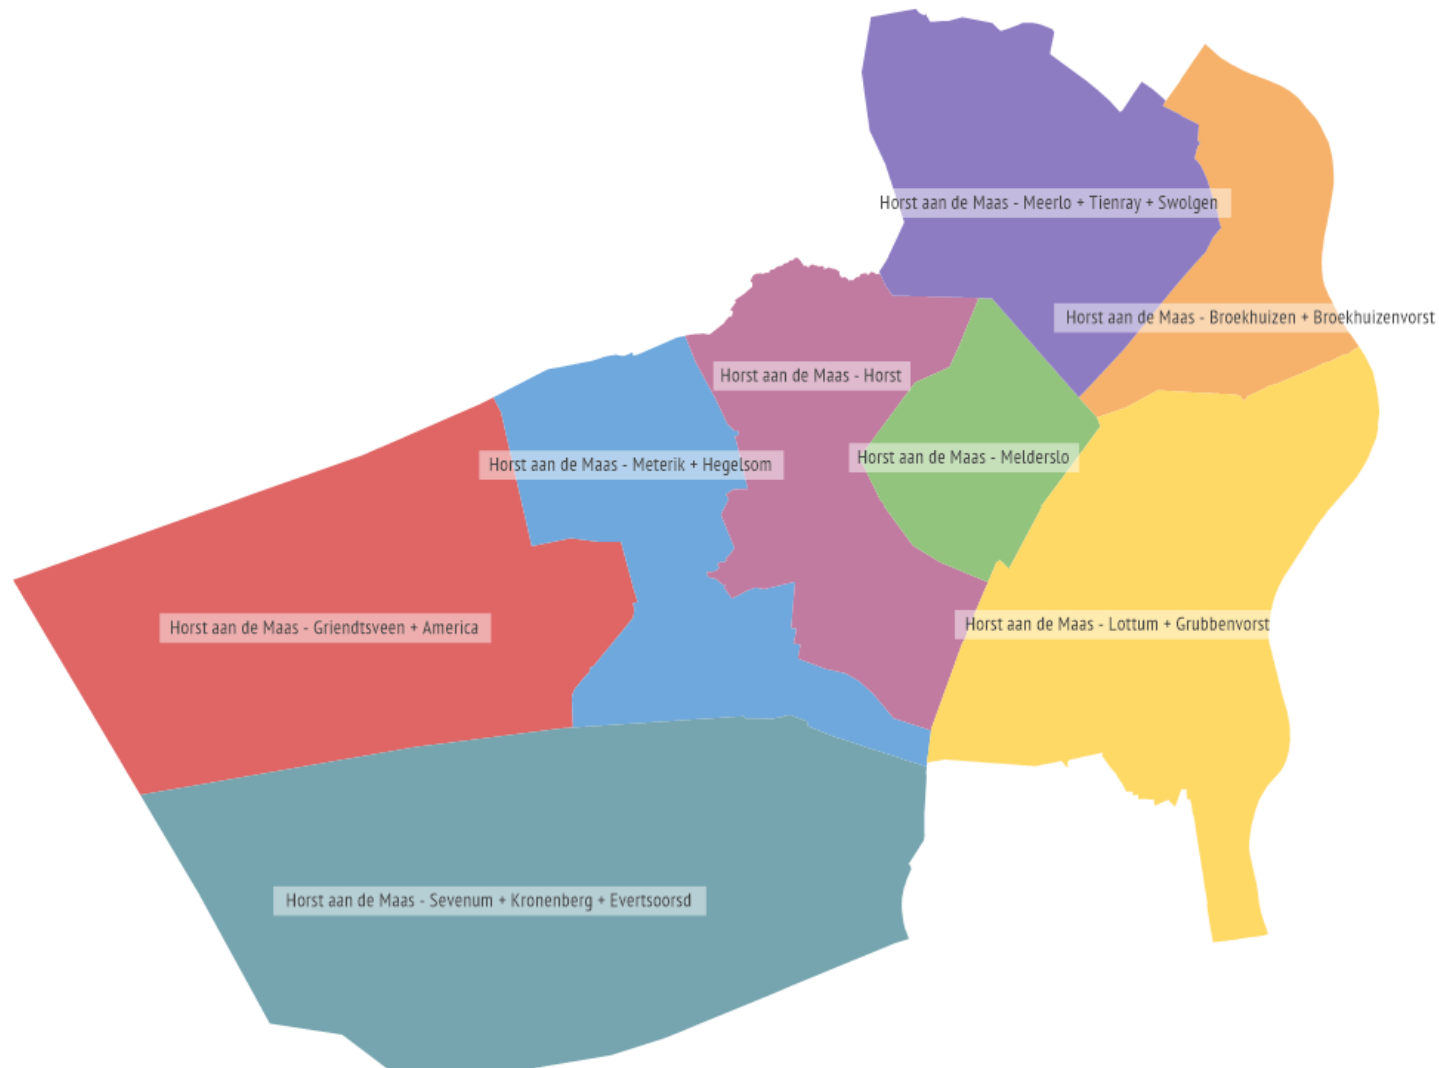 Horst aan de Maas - Meerlo + Tienray + Swolgen
Horst aan de Maas - Broekhuizen + Broekhuizenvorst
Horst aan de Maas - Horst
Horst aan de Maas - Melderslo
Horst aan de Maas - Meterik + Hegelsom
Horst aan de Maas - Lottum + Grubbenvorst
Horst aan de Maas - Griendtsveen + America
Horst aan de Maas - Sevenum + Kronenberg + Evertsoorsd